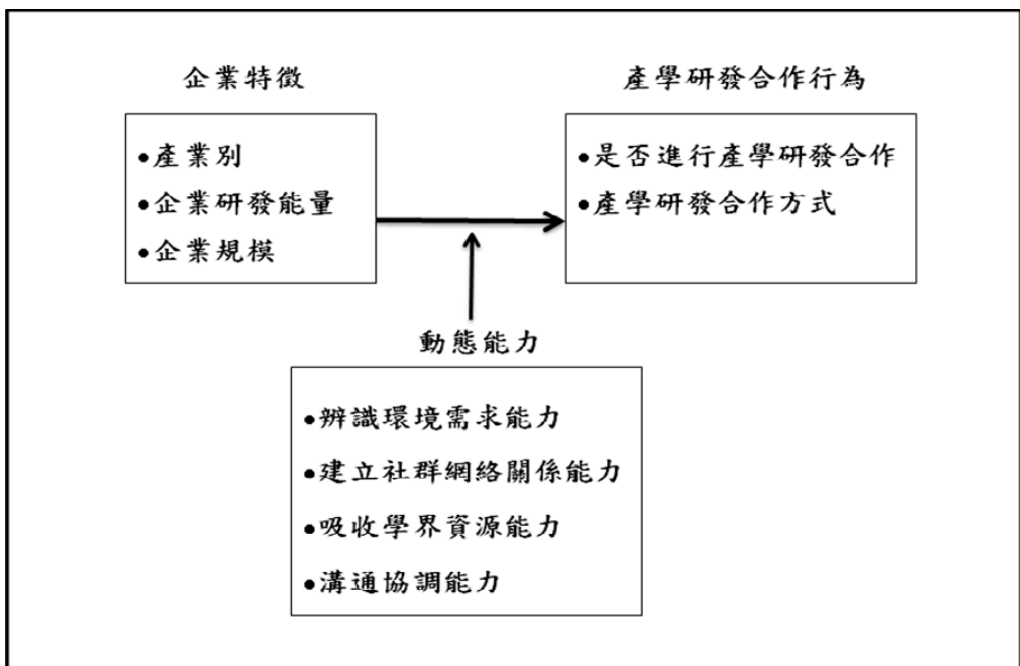 企業特徵
•產業別
•企業研發能量
•企業規模
產學研發合作行為
•是否進行產學研發合作
•產學研發合作方式
動態能力
•辨識環境需求能力
•建立社群網絡關係能力
•吸收學界資源能力
•溝通協調能力